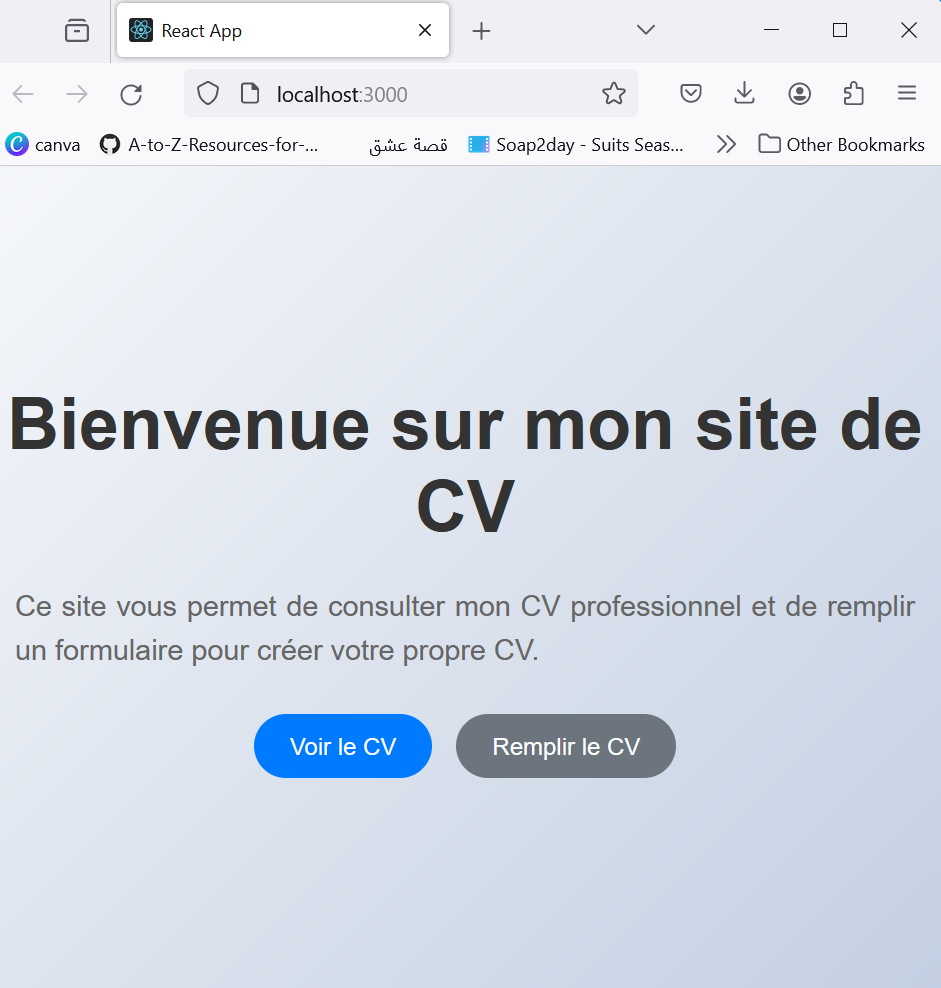 React App
localhost:3000
canva A-to-Z-Resources-for-... قصة عشق Soap2day - Suits Seas... Other Bookmarks
Bienvenue sur mon site de
CV
Ce site vous permet de consulter mon CV professionnel et de remplir
un formulaire pour créer votre propre CV.
Voir le CV Remplir le CV